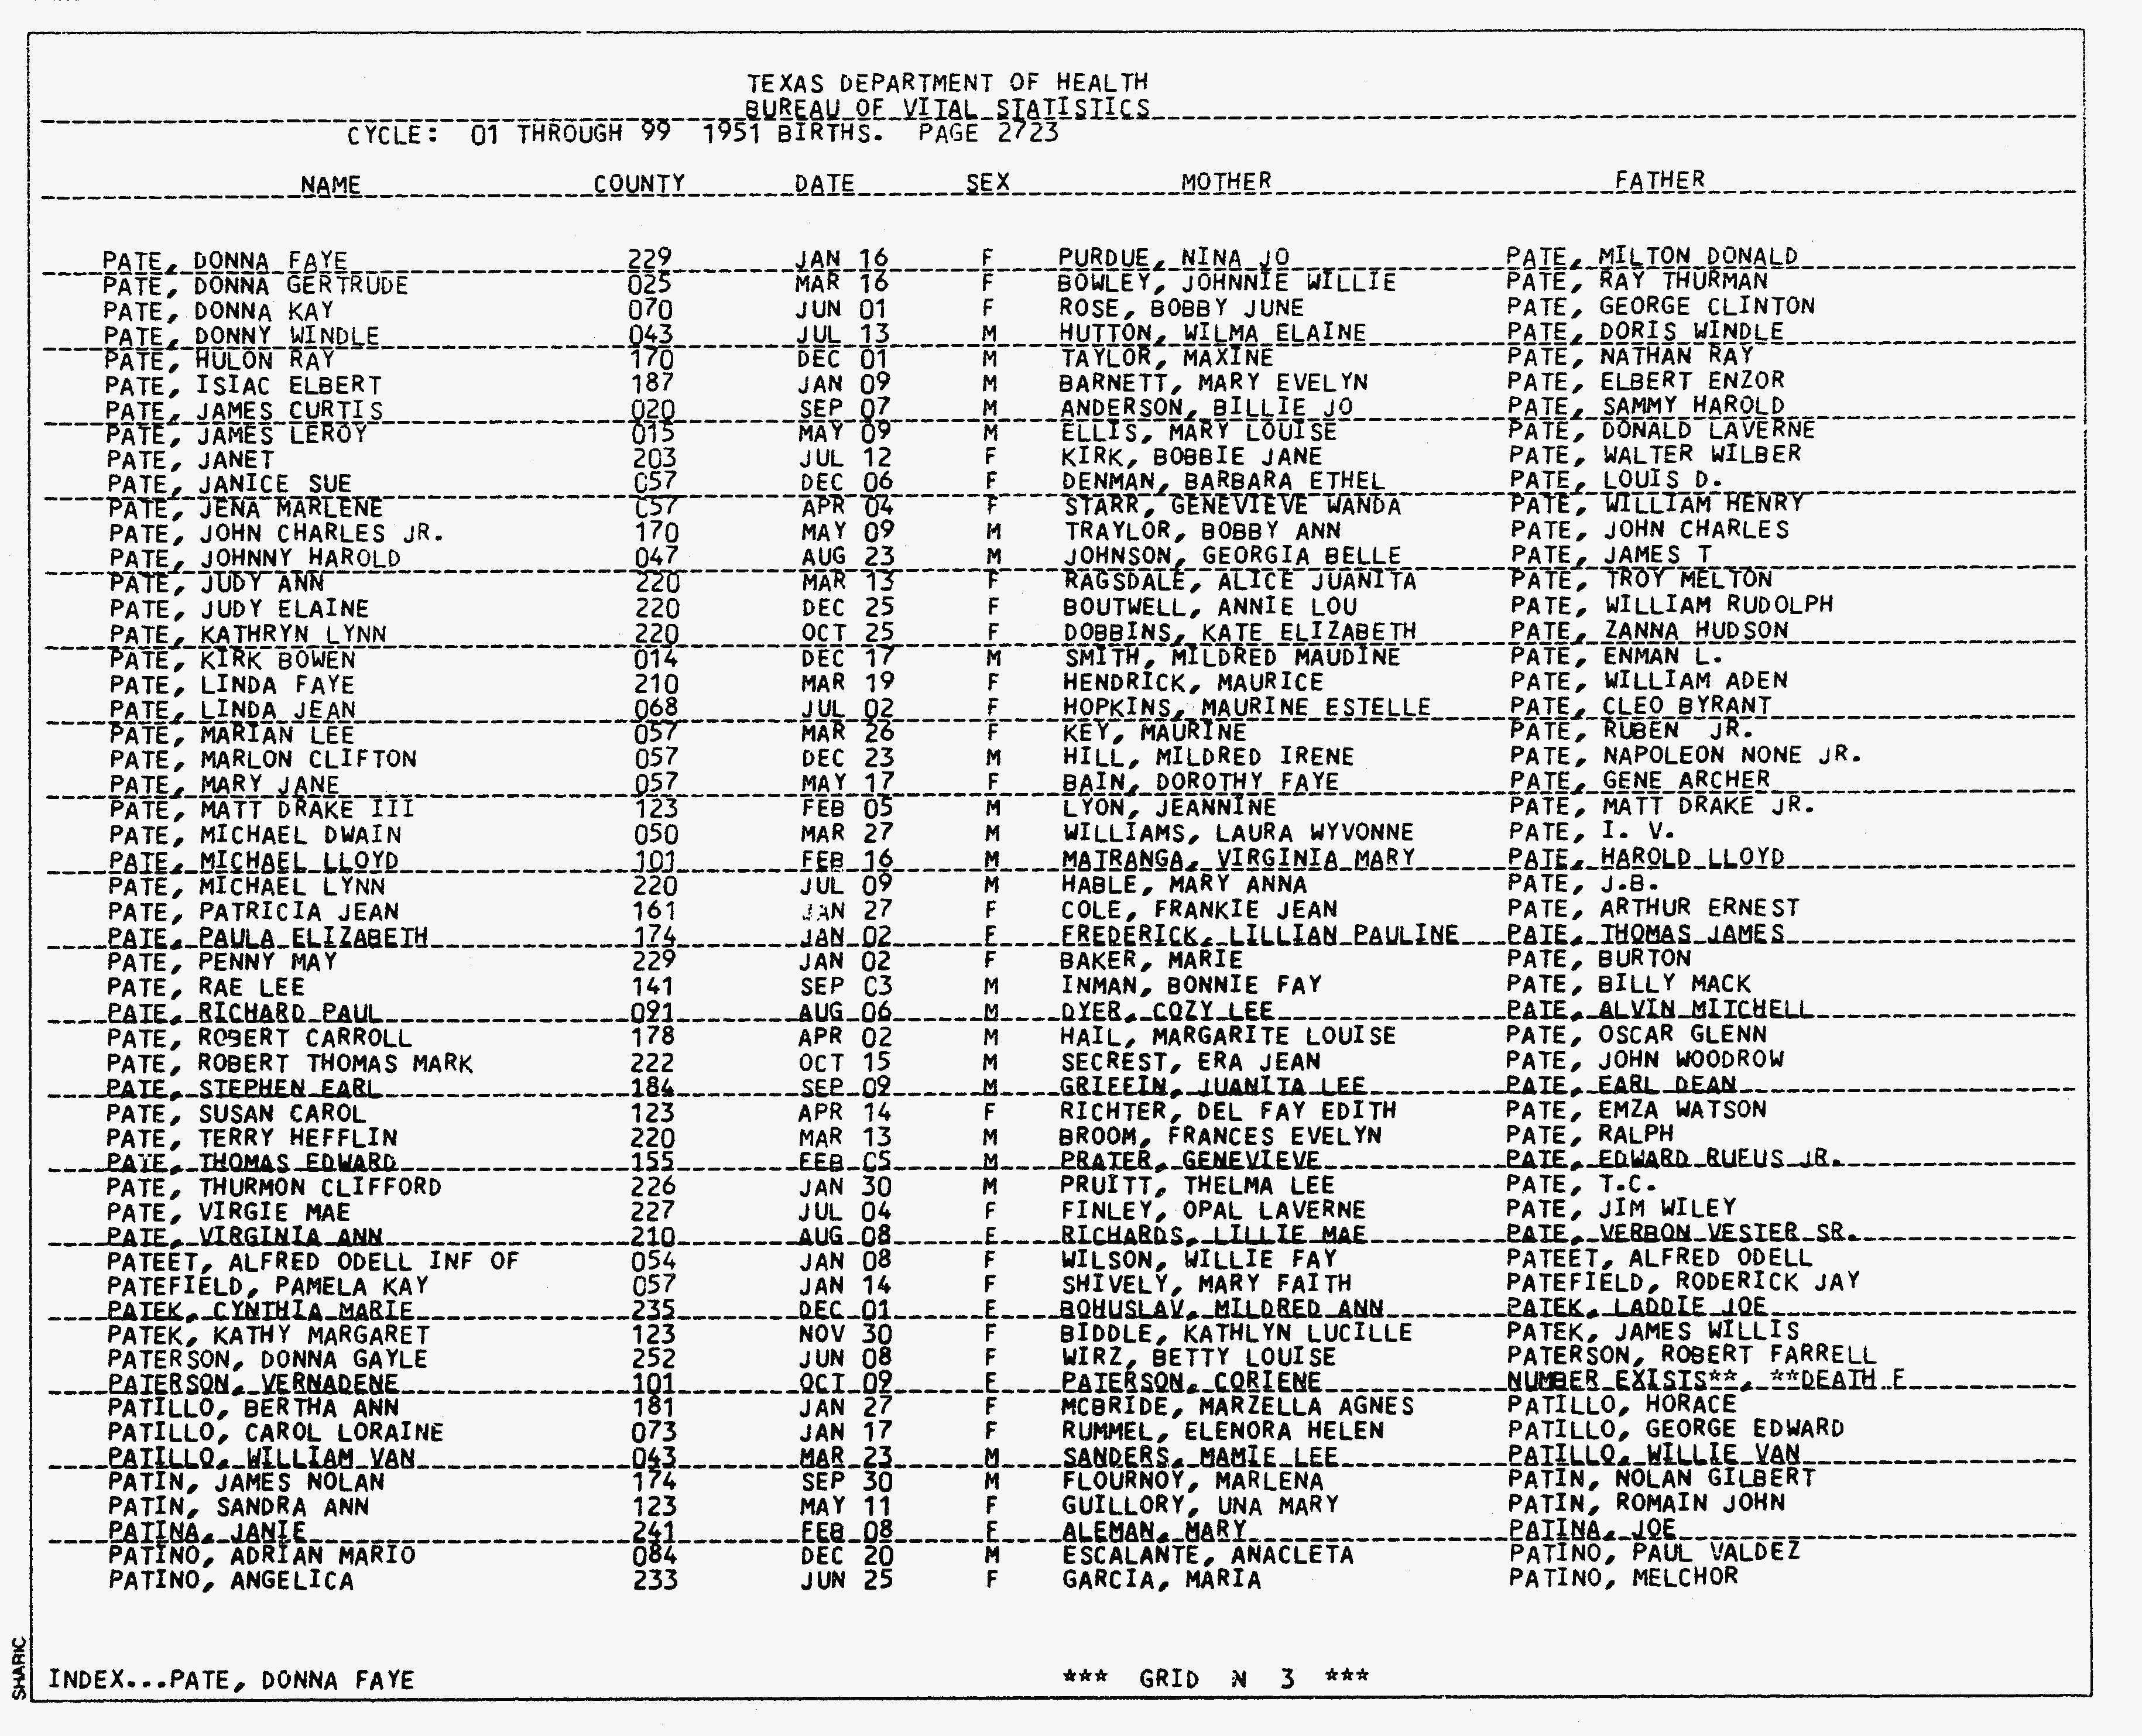 TEXAS DEPARTMENT OF HEALTH
BUREAU OF VITAL STATISTICS
CYCLE: 01 THROUGH 99 1951 BIRTHS. PAGE 2723
NAME COUNTY DATE SEX MOTHER FATHER
PATE, DONNA FAYE 229 JAN 16 F PURDUE, NINA JO PATE, MILTON DONALD
PATE, DONNA GERTRUDE 025 MAR 16 F BOWLEY, JOHNNIE WILLIE PATE, RAY THURMAN
PATE, DONNA KAY 070 JUN 01 F ROSE, BOBBY JUNE PATE, GEORGE CLINTON
PATE, DONNY WINDLE 043 JUL 13 M HUTTON, WILMA ELAINE PATE, DORIS WINDLE
PATE, HULON RAY 170 DEC 01 M TAYLOR, MAXINE PATE, NATHAN RAY
PATE, ISIAC ELBERT 187 JAN 09 M BARNETT, MARY EVELYN PATE, ELBERT ENZOR
PATE, JAMES CURTIS 020 SEP 07 M ANDERSON, BILLIE JO PATE, SAMMY HAROLD
PATE, JAMES LEROY 015 MAY 09 M ELLIS, MARY LOUISE PATE, DONALD LAVERNE
PATE, JANET 203 JUL 12 F KIRK, BOBBIE JANE PATE, WALTER WILBER
PATE, JANICE SUE 057 DEC 06 F DENMAN, BARBARA ETHEL PATE, LOUIS D.
PATE, JENA MARLENE 057 APR 04 F STARR, GENEVIEVE WANDA PATE, WILLIAM HENRY
PATE, JOHN CHARLES JR. 170 MAY 09 M TRAYLOR, BOBBY ANN PATE, JOHN CHARLES
PATE, JOHNNY HAROLD 047 AUG 23 M JOHNSON, GEORGIA BELLE PATE, JAMES T
PATE, JUDY ANN 220 MAR 13 F RAGSDALE, ALICE JUANITA PATE, TROY MELTON
PATE, JUDY ELAINE 220 DEC 25 F BOUTWELL, ANNIE LOU PATE, WILLIAM RUDOLPH
PATE, KATHRYN LYNN 220 OCT 25 F DOBBINS, KATE ELIZABETH PATE, ZANNA HUDSON
PATE, KIRK BOWEN 014 DEC 17 M SMITH, MILDRED MAUDINE PATE, ENMAN L.
PATE, LINDA FAYE 210 MAR 19 F HENDRICK, MAURICE PATE, WILLIAM ADEN
PATE, LINDA JEAN 068 JUL 02 F HOPKINS, MAURINE ESTELLE PATE, CLEO BYRANT
PATE, MARIAN LEE 057 MAR 26 F KEY, MAURINE PATE, RUBEN JR.
PATE, MARLON CLIFTON 057 DEC 23 M HILL, MILDRED IRENE PATE, NAPOLEON NONE JR.
PATE, MARY JANE 057 MAY 17 F BAIN, DOROTHY FAYE PATE, GENE ARCHER
PATE, MATT DRAKE III 123 FEB 05 M LYON, JEANNINE PATE, MATT DRAKE JR.
PATE, MICHAEL DWAIN 050 MAR 27 M WILLIAMS, LAURA WYVONNE PATE, I. V.
PATE, MICHAEL LLOYD 101 FEB 16 M MATRANGA, VIRGINIA MARY PATE, HAROLD LLOYD
PATE, MICHAEL LYNN 220 JUL 09 M HABLE, MARY ANNA PATE, J.B.
PATE, PATRICIA JEAN 161 JAN 27 F COLE, FRANKIE JEAN PATE, ARTHUR ERNEST
PATE, PAULA ELIZABETH 174 JAN 02 F FREDERICK, LILLIAN PAULINE PATE, THOMAS JAMES
PATE, PENNY MAY 229 JAN 02 F BAKER, MARIE PATE, BURTON
PATE, RAE LEE 141 SEP 03 M INMAN, BONNIE FAY PATE, BILLY MACK
PATE, RICHARD PAUL 091 AUG 06 M DYER, COZY LEE PATE, ALVIN MITCHELL
PATE, ROBERT CARROLL 178 APR 02 M HAIL, MARGARITE LOUISE PATE, OSCAR GLENN
PATE, ROBERT THOMAS MARK 222 OCT 15 M SECREST, ERA JEAN PATE, JOHN WOODROW
PATE, STEPHEN EARL 184 SEP 09 M GRIFFIN, JUANITA LEE PATE, EARL DEAN
PATE, SUSAN CAROL 123 APR 14 F RICHTER, DEL FAY EDITH PATE, EMZA WATSON
PATE, TERRY HEFFLIN 220 MAR 13 M BROOM, FRANCES EVELYN PATE, RALPH
PATE, THOMAS EDWARD 155 FEB 05 M PRATER, GENEVIEVE PATE, EDWARD RUFUS JR.
PATE, THURMON CLIFFORD 226 JAN 30 M PRUITT, THELMA LEE PATE, T.C.
PATE, VIRGIE MAE 227 JUL 04 F FINLEY, OPAL LAVERNE PATE, JIM WILEY
PATE, VIRGINIA ANN 210 AUG 08 F RICHARDS, LILLIE MAE PATE, VERBON VESTER SR.
PATEET, ALFRED ODELL INF OF 054 JAN 08 F WILSON, WILLIE FAY PATEET, ALFRED ODELL
PATEFIELD, PAMELA KAY 057 JAN 14 F SHIVELY, MARY FAITH PATEFIELD, RODERICK JAY
PATEK, CYNTHIA MARIE 235 DEC 01 F BOHUSLAV, MILDRED ANN PATEK, LADDIE JOE
PATEK, KATHY MARGARET 123 NOV 30 F BIDDLE, KATHLYN LUCILLE PATEK, JAMES WILLIS
PATERSON, DONNA GAYLE 252 JUN 08 F WIRZ, BETTY LOUISE PATERSON, ROBERT FARRELL
PATERSON, VERNADENE 101 OCT 09 F PATERSON, CORIENE NUMBER EXISTS**, **DEATH F
PATILLO, BERTHA ANN 181 JAN 27 F MCBRIDE, MARZELLA AGNES PATILLO, HORACE
PATILLO, CAROL LORAINE 073 JAN 17 F RUMMEL, ELENORA HELEN PATILLO, GEORGE EDWARD
PATILLO, WILLIAM VAN 043 MAR 23 M SANDERS, MAMIE LEE PATILLO, WILLIE VAN
PATIN, JAMES NOLAN 174 SEP 30 M FLOURNOY, MARLENA PATIN, NOLAN GILBERT
PATIN, SANDRA ANN 123 MAY 11 F GUILLORY, UNA MARY PATIN, ROMAIN JOHN
PATINA, JANIE 241 FEB 08 F ALEMAN, MARY PATINA, JOE
PATINO, ADRIAN MARIO 084 DEC 20 M ESCALANTE, ANACLETA PATINO, PAUL VALDEZ
PATINO, ANGELICA 233 JUN 25 F GARCIA, MARIA PATINO, MELCHOR
SHARIC
INDEX...PATE, DONNA FAYE *** GRID N 3 ***